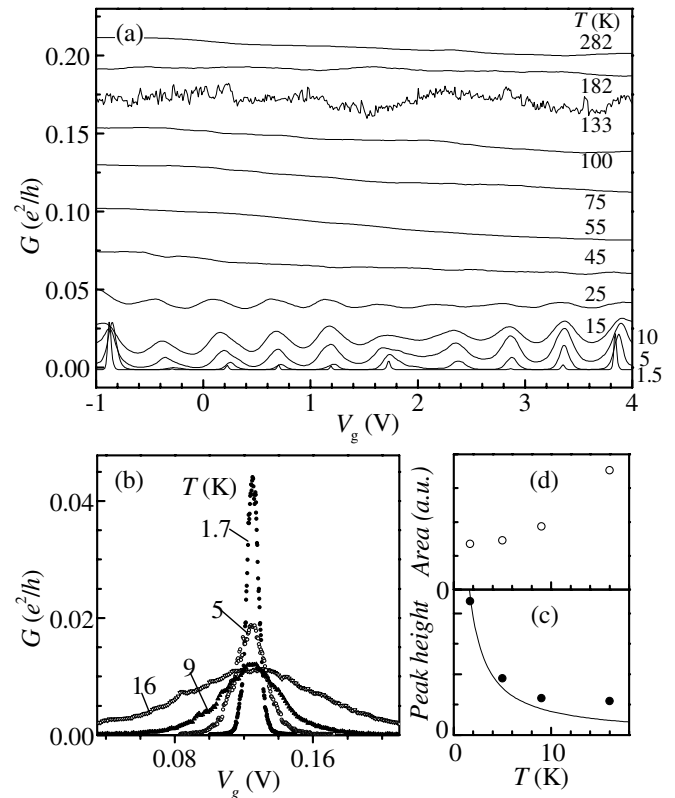 (a)
T (K)
282
182
133
100
75
55
45
25
15
10
5
1.5
0.20
0.15
0.10
0.05
0.00
G (e²/h)
-1 0 1 2 3 4
V_g (V)
(b)
T (K)
1.7
5
9
16
0.04
0.02
0.00
G (e²/h)
0.08 0.16
V_g (V)
(d)
Area (a.u.)
0
(c)
Peak height
0
0 10
T (K)